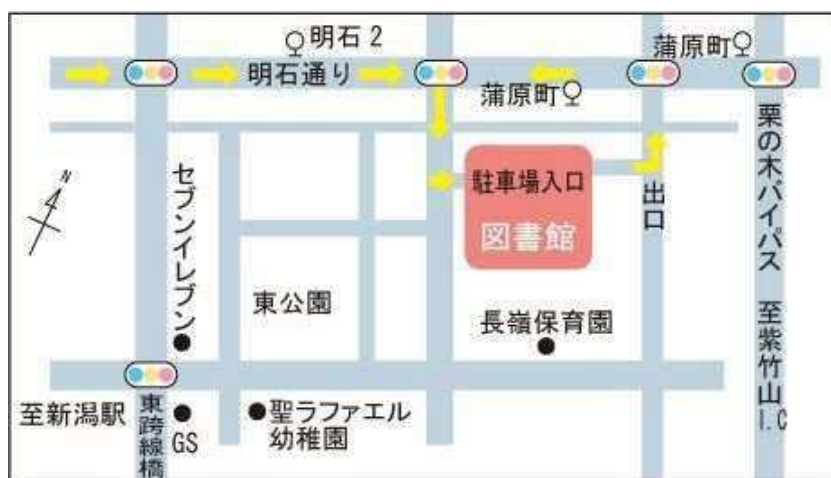 明石2
蒲原町
明石通り
蒲原町
N
セブンイレブン
駐車場入口
図書館
出口
栗の木バイパス 至紫竹山I.C
東公園
長嶺保育園
至新潟駅
東跨線橋
GS
聖ラファエル
幼稚園